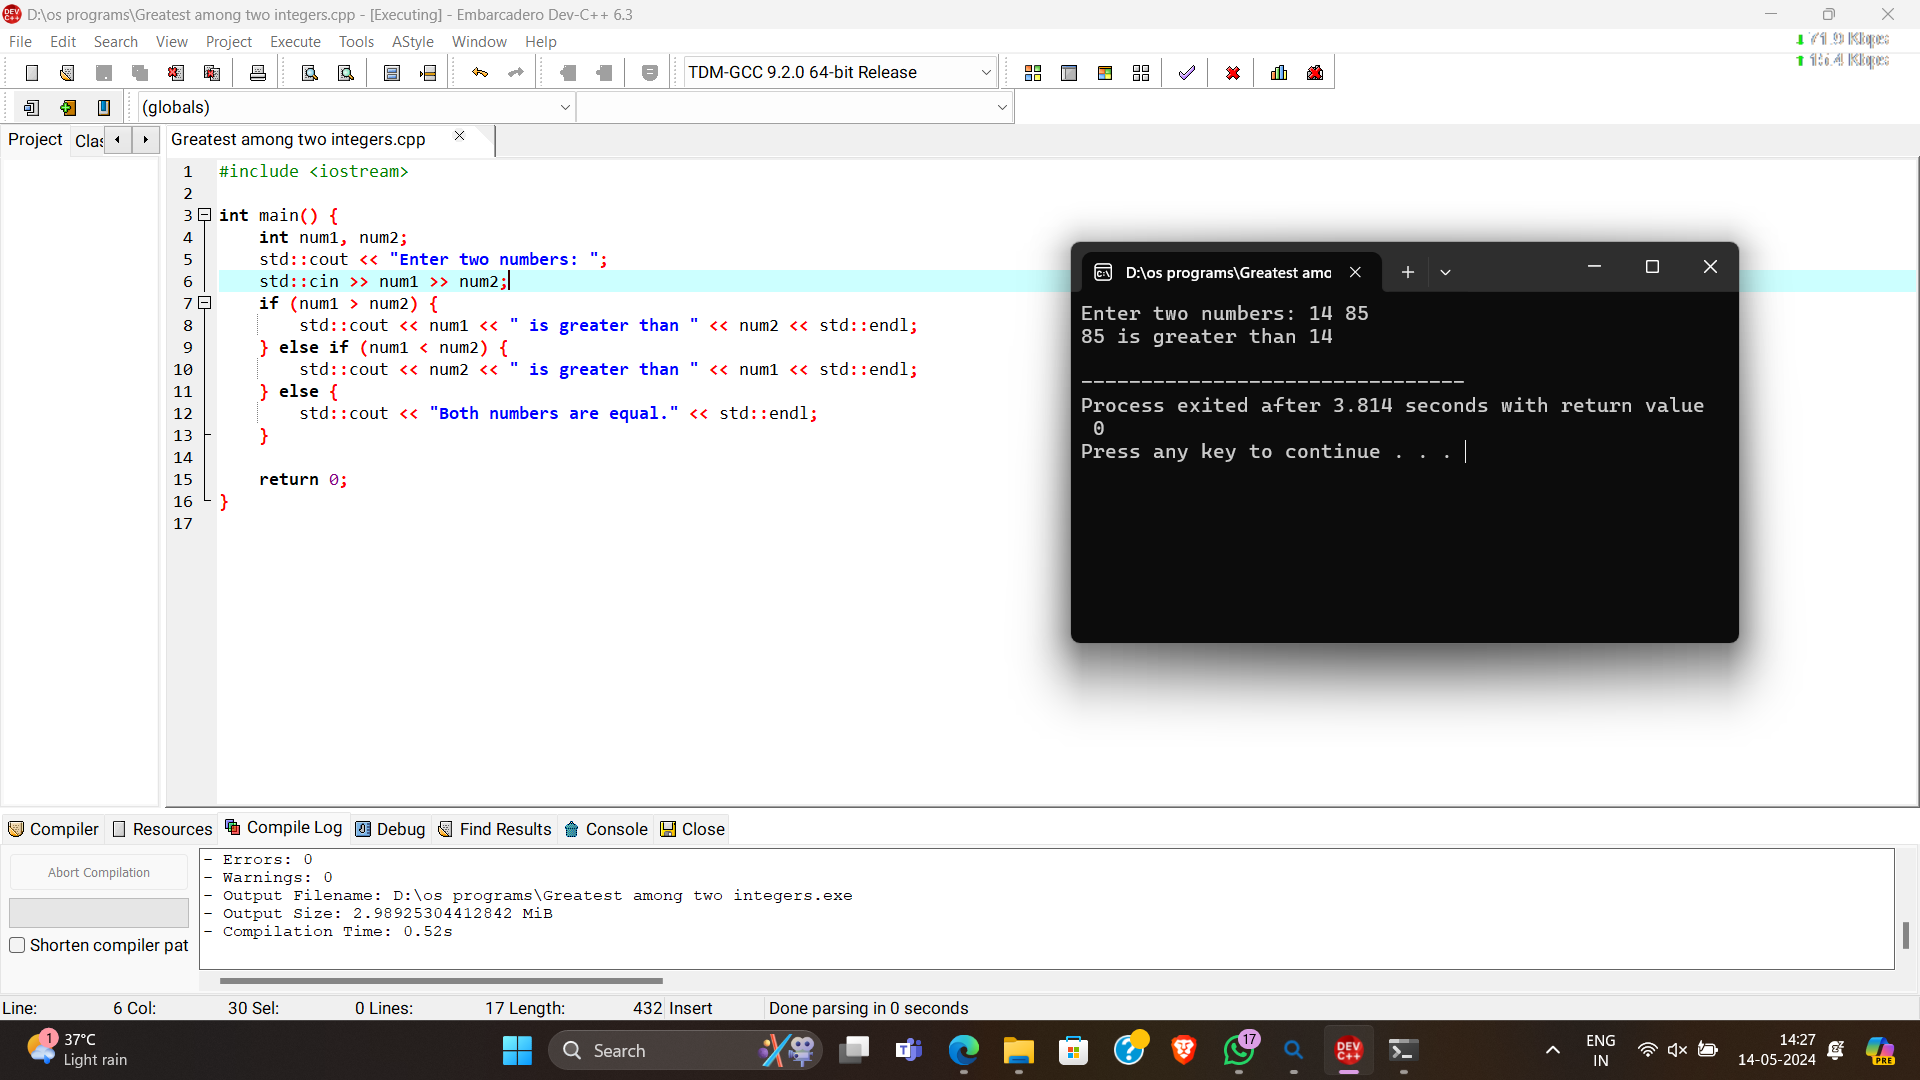 D:\os programs\Greatest among two integers.cpp - [Executing] - Embarcadero Dev-C++ 6.3
File Edit Search View Project Execute Tools AStyle Window Help
71.9 Kbps
15.4 Kbps
TDM-GCC 9.2.0 64-bit Release
(globals)
Project Clas
Greatest among two integers.cpp
1 #include <iostream>
2
3 int main() {
4 int num1, num2;
5 std::cout << "Enter two numbers: ";
6 std::cin >> num1 >> num2;
7 if (num1 > num2) {
8 std::cout << num1 << " is greater than " << num2 << std::endl;
9 } else if (num1 < num2) {
10 std::cout << num2 << " is greater than " << num1 << std::endl;
11 } else {
12 std::cout << "Both numbers are equal." << std::endl;
13 }
14
15 return 0;
16 }
17
D:\os programs\Greatest amo
Enter two numbers: 14 85
85 is greater than 14
--------------------------------
Process exited after 3.814 seconds with return value
0
Press any key to continue . . .
Compiler Resources Compile Log Debug Find Results Console Close
Abort Compilation
Shorten compiler pat
- Errors: 0
- Warnings: 0
- Output Filename: D:\os programs\Greatest among two integers.exe
- Output Size: 2.98925304412842 MiB
- Compilation Time: 0.52s
Line: 6 Col: 30 Sel: 0 Lines: 17 Length: 432 Insert Done parsing in 0 seconds
1
37°C
Light rain
Search
17
DEV C++
ENG
IN
14:27
14-05-2024
PRE